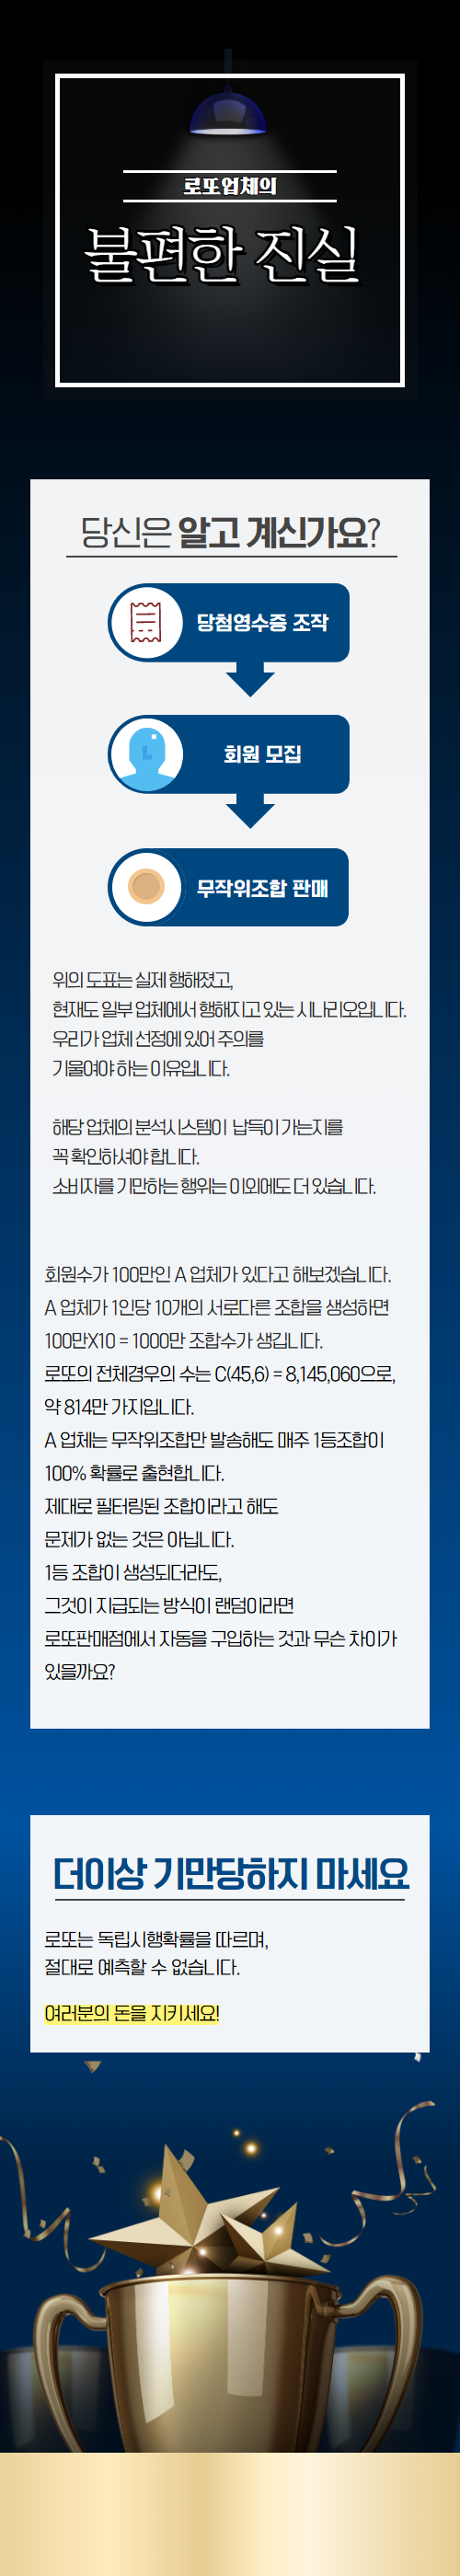 로또업체의
불편한 진실
당신은 알고 계신가요?
당첨영수증 조작
회원 모집
무작위조합 판매
위의 도표는 실제 행해졌고,
현재도 일부 업체에서 행해지고 있는 시나리오입니다.
우리가 업체 선정에 있어 주의를
기울여야 하는 이유입니다.
해당 업체의 분석시스템이 납득이 가는지를
꼭 확인하셔야 합니다.
소비자를 기만하는 행위는 이외에도 더 있습니다.
회원수가 100만인 A 업체가 있다고 해보겠습니다.
A 업체가 1인당 10개의 서로다른 조합을 생성하면
100만X10 = 1000만 조합수가 생깁니다.
로또의 전체경우의 수는 C(45,6) = 8,145,060으로,
약 814만 가지입니다.
A 업체는 무작위조합만 발송해도 매주 1등조합이
100% 확률로 출현합니다.
제대로 필터링된 조합이라고 해도
문제가 없는 것은 아닙니다.
1등 조합이 생성되더라도,
그것이 지급되는 방식이 랜덤이라면
로또판매점에서 자동을 구입하는 것과 무슨 차이가
있을까요?
더이상 기만당하지 마세요
로또는 독립시행확률을 따르며,
절대로 예측할 수 없습니다.
여러분의 돈을 지키세요!